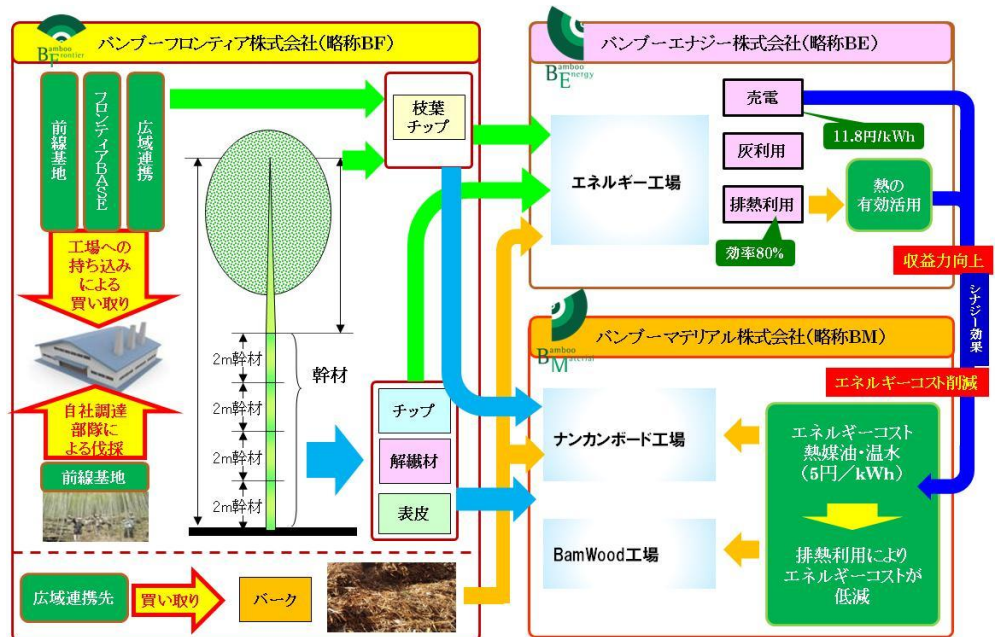 Bamboo
Frontier
バンブーフロンティア株式会社(略称BF)
前線基地
フロンティアBASE
広域連携
工場への
持ち込み
による
買い取り
自社調達
部隊に
よる伐採
前線基地
2m幹材
2m幹材
2m幹材
2m幹材
幹材
枝葉
チップ
チップ
解繊材
表皮
広域連携先
買い取り
バーク
Bamboo
Energy
バンブーエナジー株式会社(略称BE)
エネルギー工場
売電
11.8円/kWh
灰利用
排熱利用
効率80%
熱の
有効活用
収益力向上
シナジー効果
エネルギーコスト削減
Bamboo
Material
バンブーマテリアル株式会社(略称BM)
ナンカンボード工場
BamWood工場
エネルギーコスト
熱媒油・温水
(5円／kWh)
排熱利用により
エネルギーコストが
低減